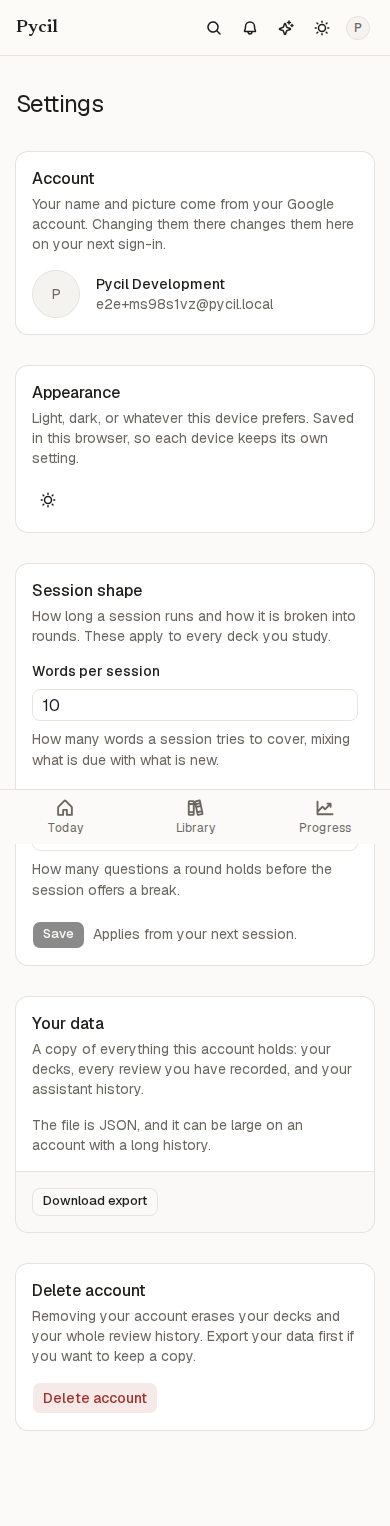 Pycil
P
Settings
Account
Your name and picture come from your Google
account. Changing them there changes them here
on your next sign-in.
P
Pycil Development
e2e+ms98s1vz@pycil.local
Appearance
Light, dark, or whatever this device prefers. Saved
in this browser, so each device keeps its own
setting.
Session shape
How long a session runs and how it is broken into
rounds. These apply to every deck you study.
Words per session
10
How many words a session tries to cover, mixing
what is due with what is new.
Today
Library
Progress
How many questions a round holds before the
session offers a break.
Save
Applies from your next session.
Your data
A copy of everything this account holds: your
decks, every review you have recorded, and your
assistant history.
The file is JSON, and it can be large on an
account with a long history.
Download export
Delete account
Removing your account erases your decks and
your whole review history. Export your data first if
you want to keep a copy.
Delete account